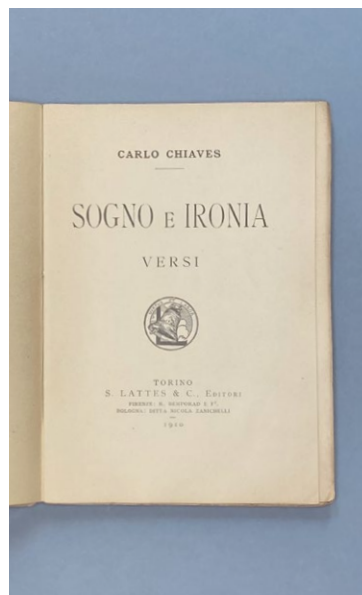 CARLO CHIAVES
SOGNO E IRONIA
VERSI
TORINO
S. LATTES & C., EDITORI
FIRENZE: R. BEMPORAD E F.º
BOLOGNA: DITTA NICOLA ZANICHELLI
1910